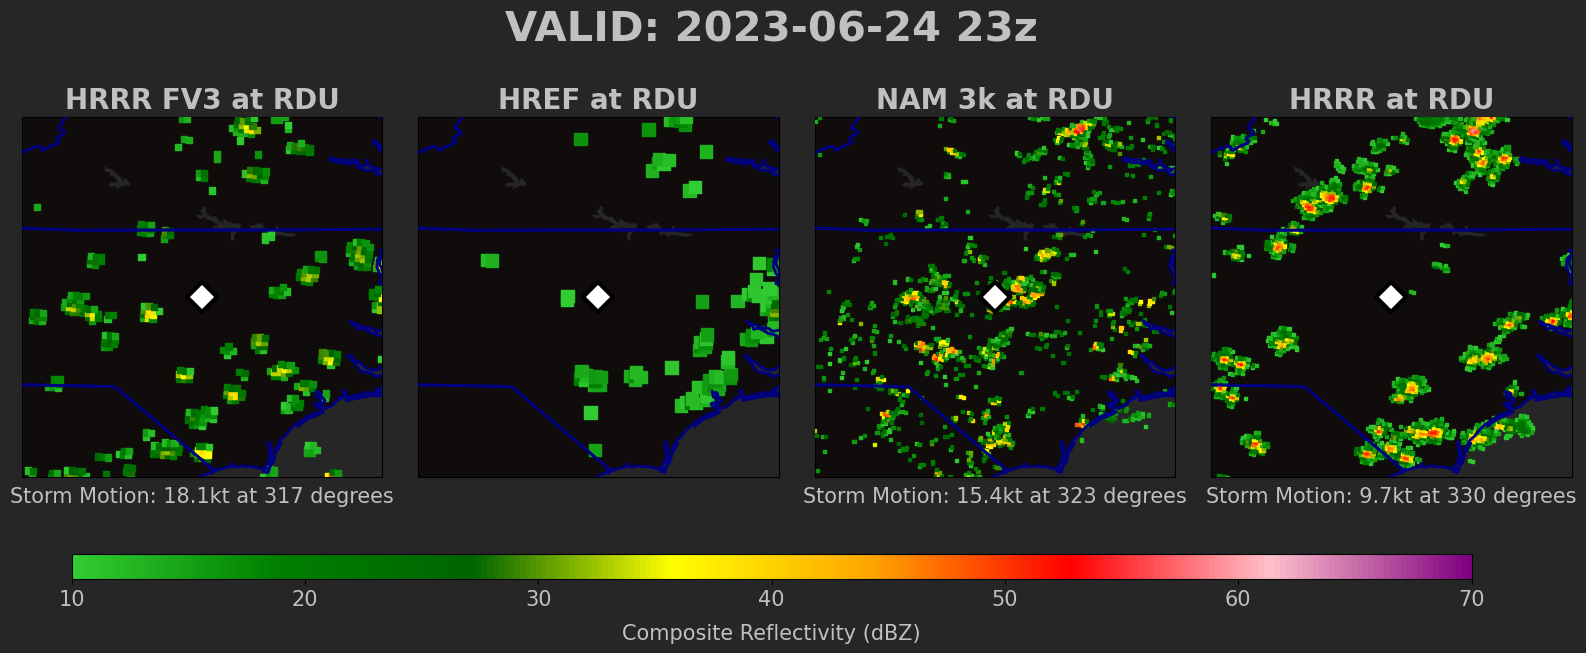 VALID: 2023-06-24 23z
HRRR FV3 at RDU
HREF at RDU
NAM 3k at RDU
HRRR at RDU
Storm Motion: 18.1kt at 317 degrees
Storm Motion: 15.4kt at 323 degrees
Storm Motion: 9.7kt at 330 degrees
10 20 30 40 50 60 70
Composite Reflectivity (dBZ)